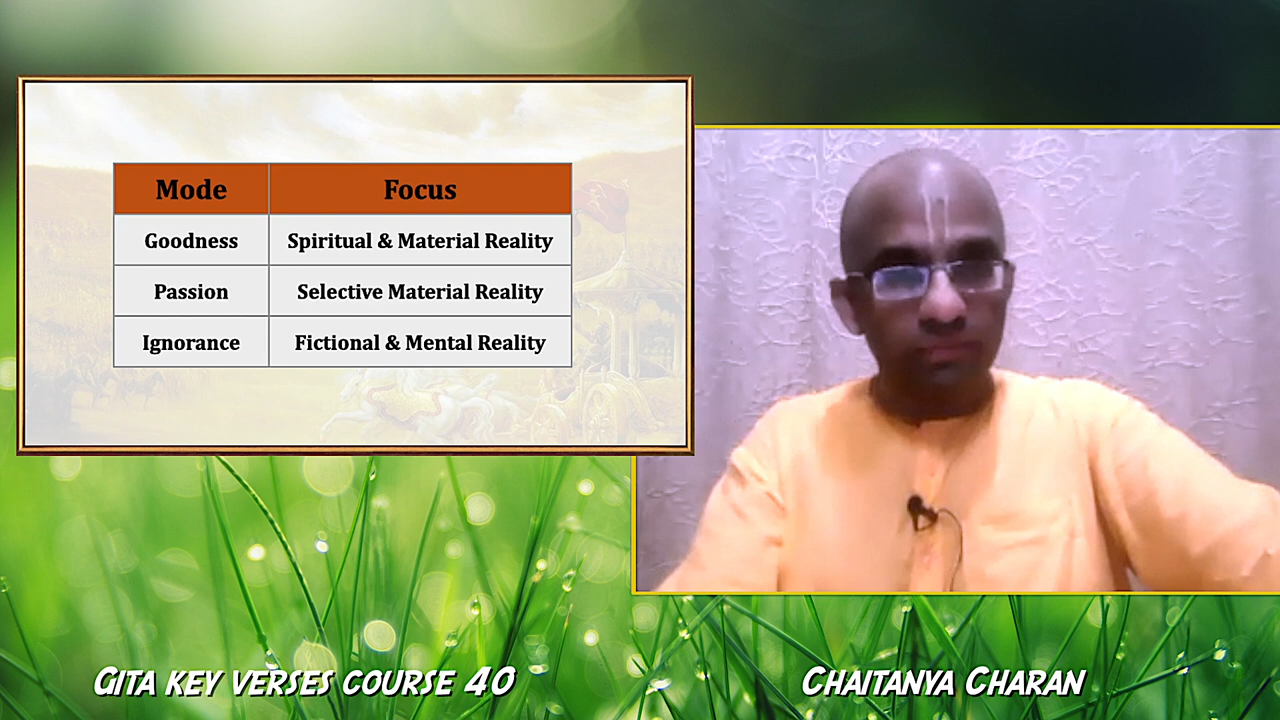 Mode Focus
Goodness Spiritual & Material Reality
Passion Selective Material Reality
Ignorance Fictional & Mental Reality
GITA KEY VERSES COURSE 40
CHAITANYA CHARAN